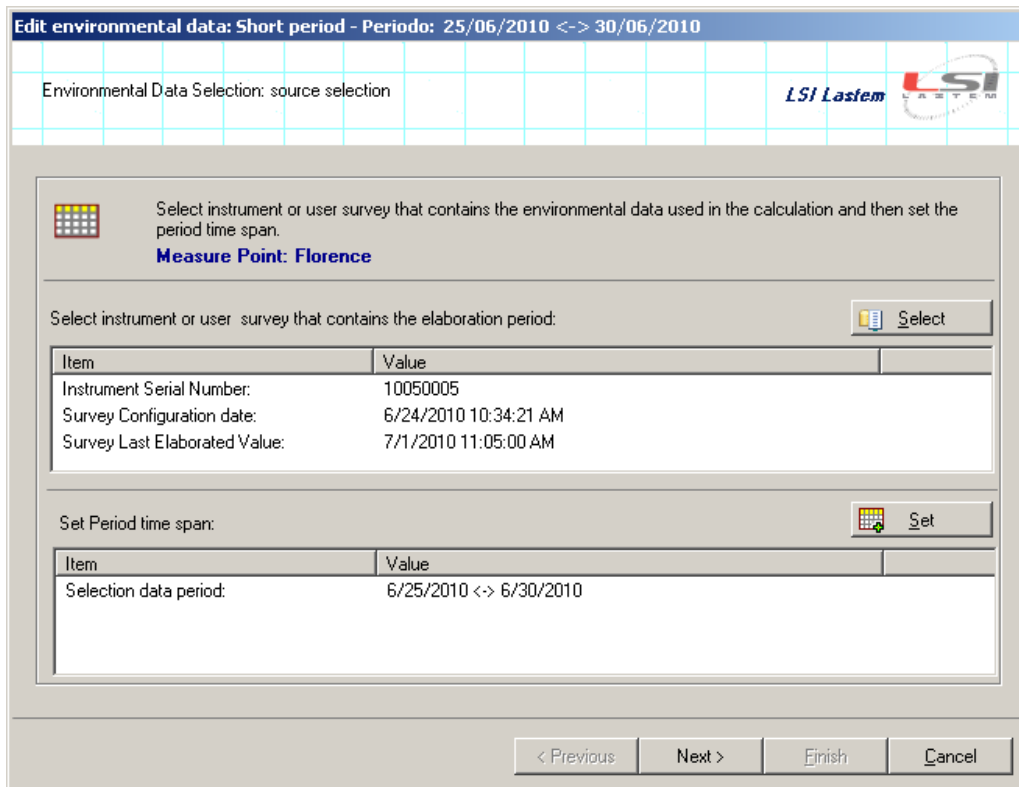 Edit environmental data: Short period - Periodo: 25/06/2010 <-> 30/06/2010
Environmental Data Selection: source selection
LSI Lastem
LSI
LASTEM
Select instrument or user survey that contains the environmental data used in the calculation and then set the
period time span.
Measure Point: Florence
Select instrument or user survey that contains the elaboration period:
Select
Item Value
Instrument Serial Number: 10050005
Survey Configuration date: 6/24/2010 10:34:21 AM
Survey Last Elaborated Value: 7/1/2010 11:05:00 AM
Set Period time span:
Set
Item Value
Selection data period: 6/25/2010 <-> 6/30/2010
< Previous Next > Finish Cancel